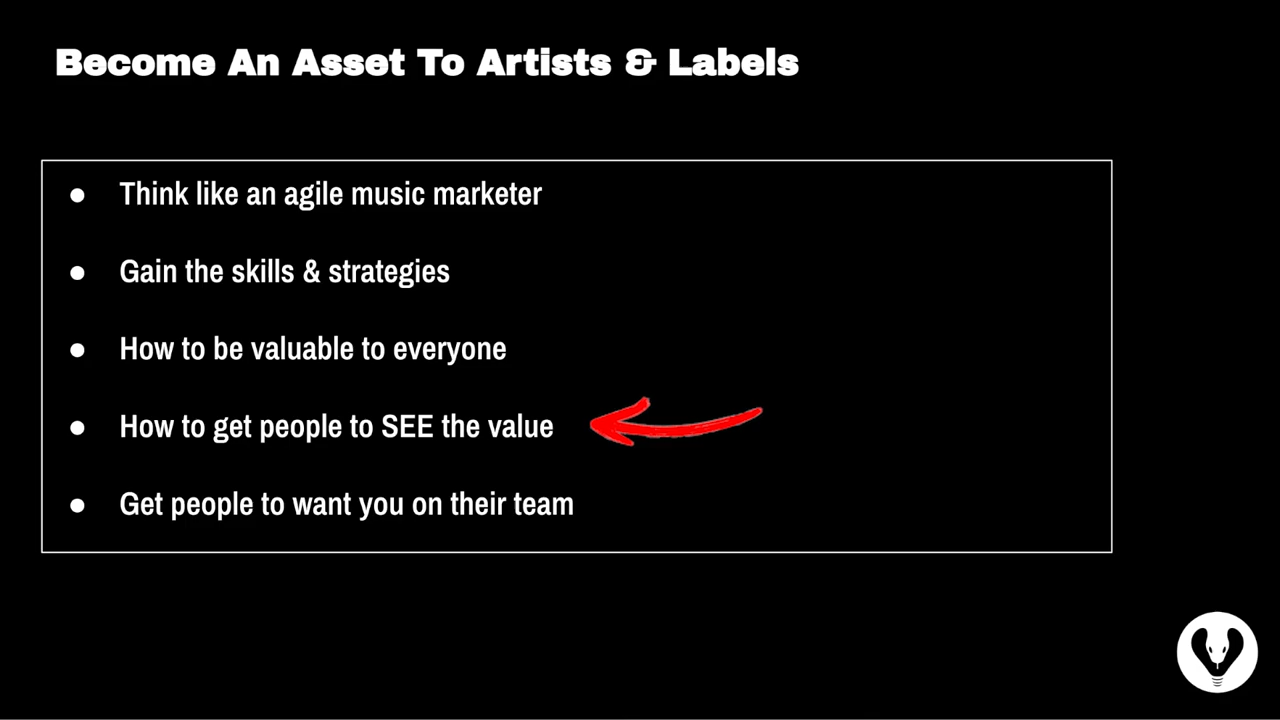 Become An Asset To Artists & Labels
● Think like an agile music marketer
● Gain the skills & strategies
● How to be valuable to everyone
● How to get people to SEE the value
● Get people to want you on their team